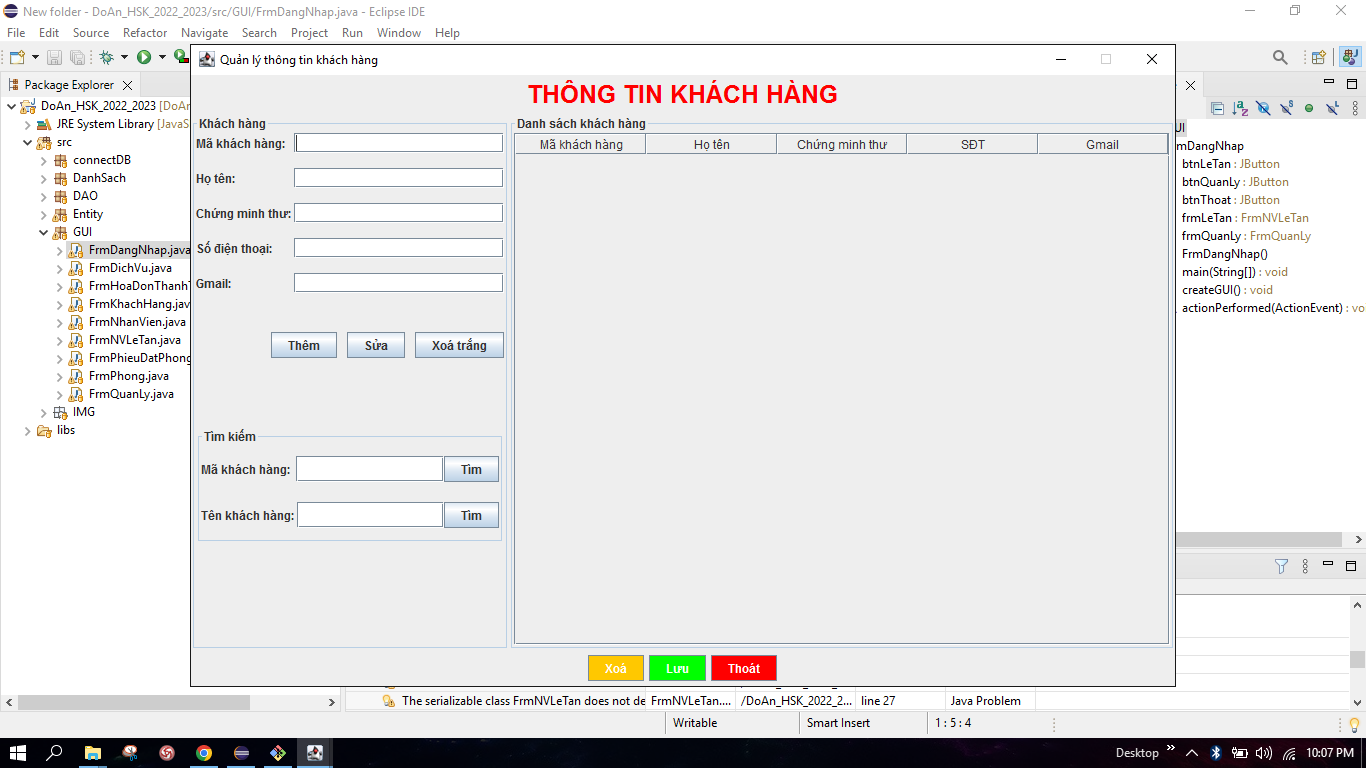 New folder - DoAn_HSK_2022_2023/src/GUI/FrmDangNhap.java - Eclipse IDE
File Edit Source Refactor Navigate Search Project Run Window Help
Package Explorer
DoAn_HSK_2022_2023 [DoAn
JRE System Library [JavaS
src
connectDB
DanhSach
DAO
Entity
GUI
FrmDangNhap.java
FrmDichVu.java
FrmHoaDonThanhT
FrmKhachHang.jav
FrmNhanVien.java
FrmNVLeTan.java
FrmPhieuDatPhong
FrmPhong.java
FrmQuanLy.java
IMG
libs
Quản lý thông tin khách hàng
THÔNG TIN KHÁCH HÀNG
Khách hàng
Mã khách hàng:
Họ tên:
Chứng minh thư:
Số điện thoại:
Gmail:
Thêm Sửa Xoá trắng
Tìm kiếm
Mã khách hàng: Tìm
Tên khách hàng: Tìm
Danh sách khách hàng
Mã khách hàng Họ tên Chứng minh thư SĐT Gmail
Xoá Lưu Thoát
UI
mDangNhap
btnLeTan : JButton
btnQuanLy : JButton
btnThoat : JButton
frmLeTan : FrmNVLeTan
frmQuanLy : FrmQuanLy
FrmDangNhap()
main(String[]) : void
createGUI() : void
actionPerformed(ActionEvent) : vo
The serializable class FrmNVLeTan does not de FrmNVLeTan.... /DoAn_HSK_2022_2... line 27 Java Problem
Writable Smart Insert 1 : 5 : 4
Desktop 10:07 PM